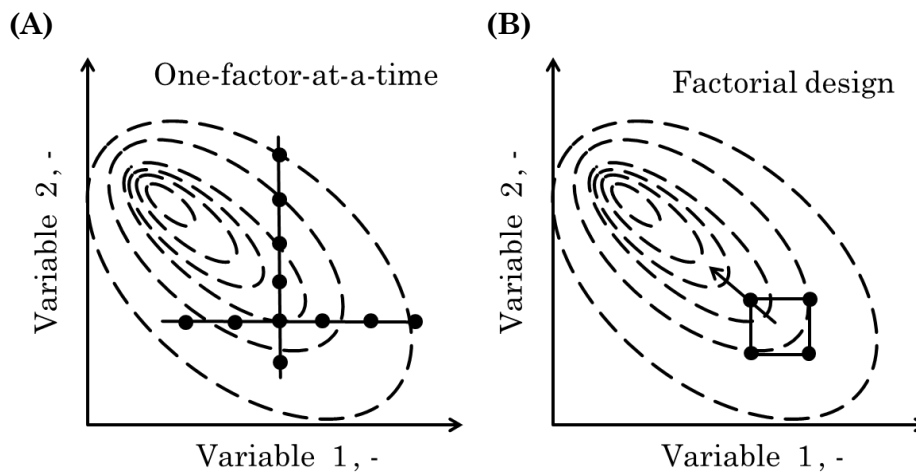 (A)
One-factor-at-a-time
Variable 2, -
Variable 1, -
(B)
Factorial design
Variable 2, -
Variable 1, -